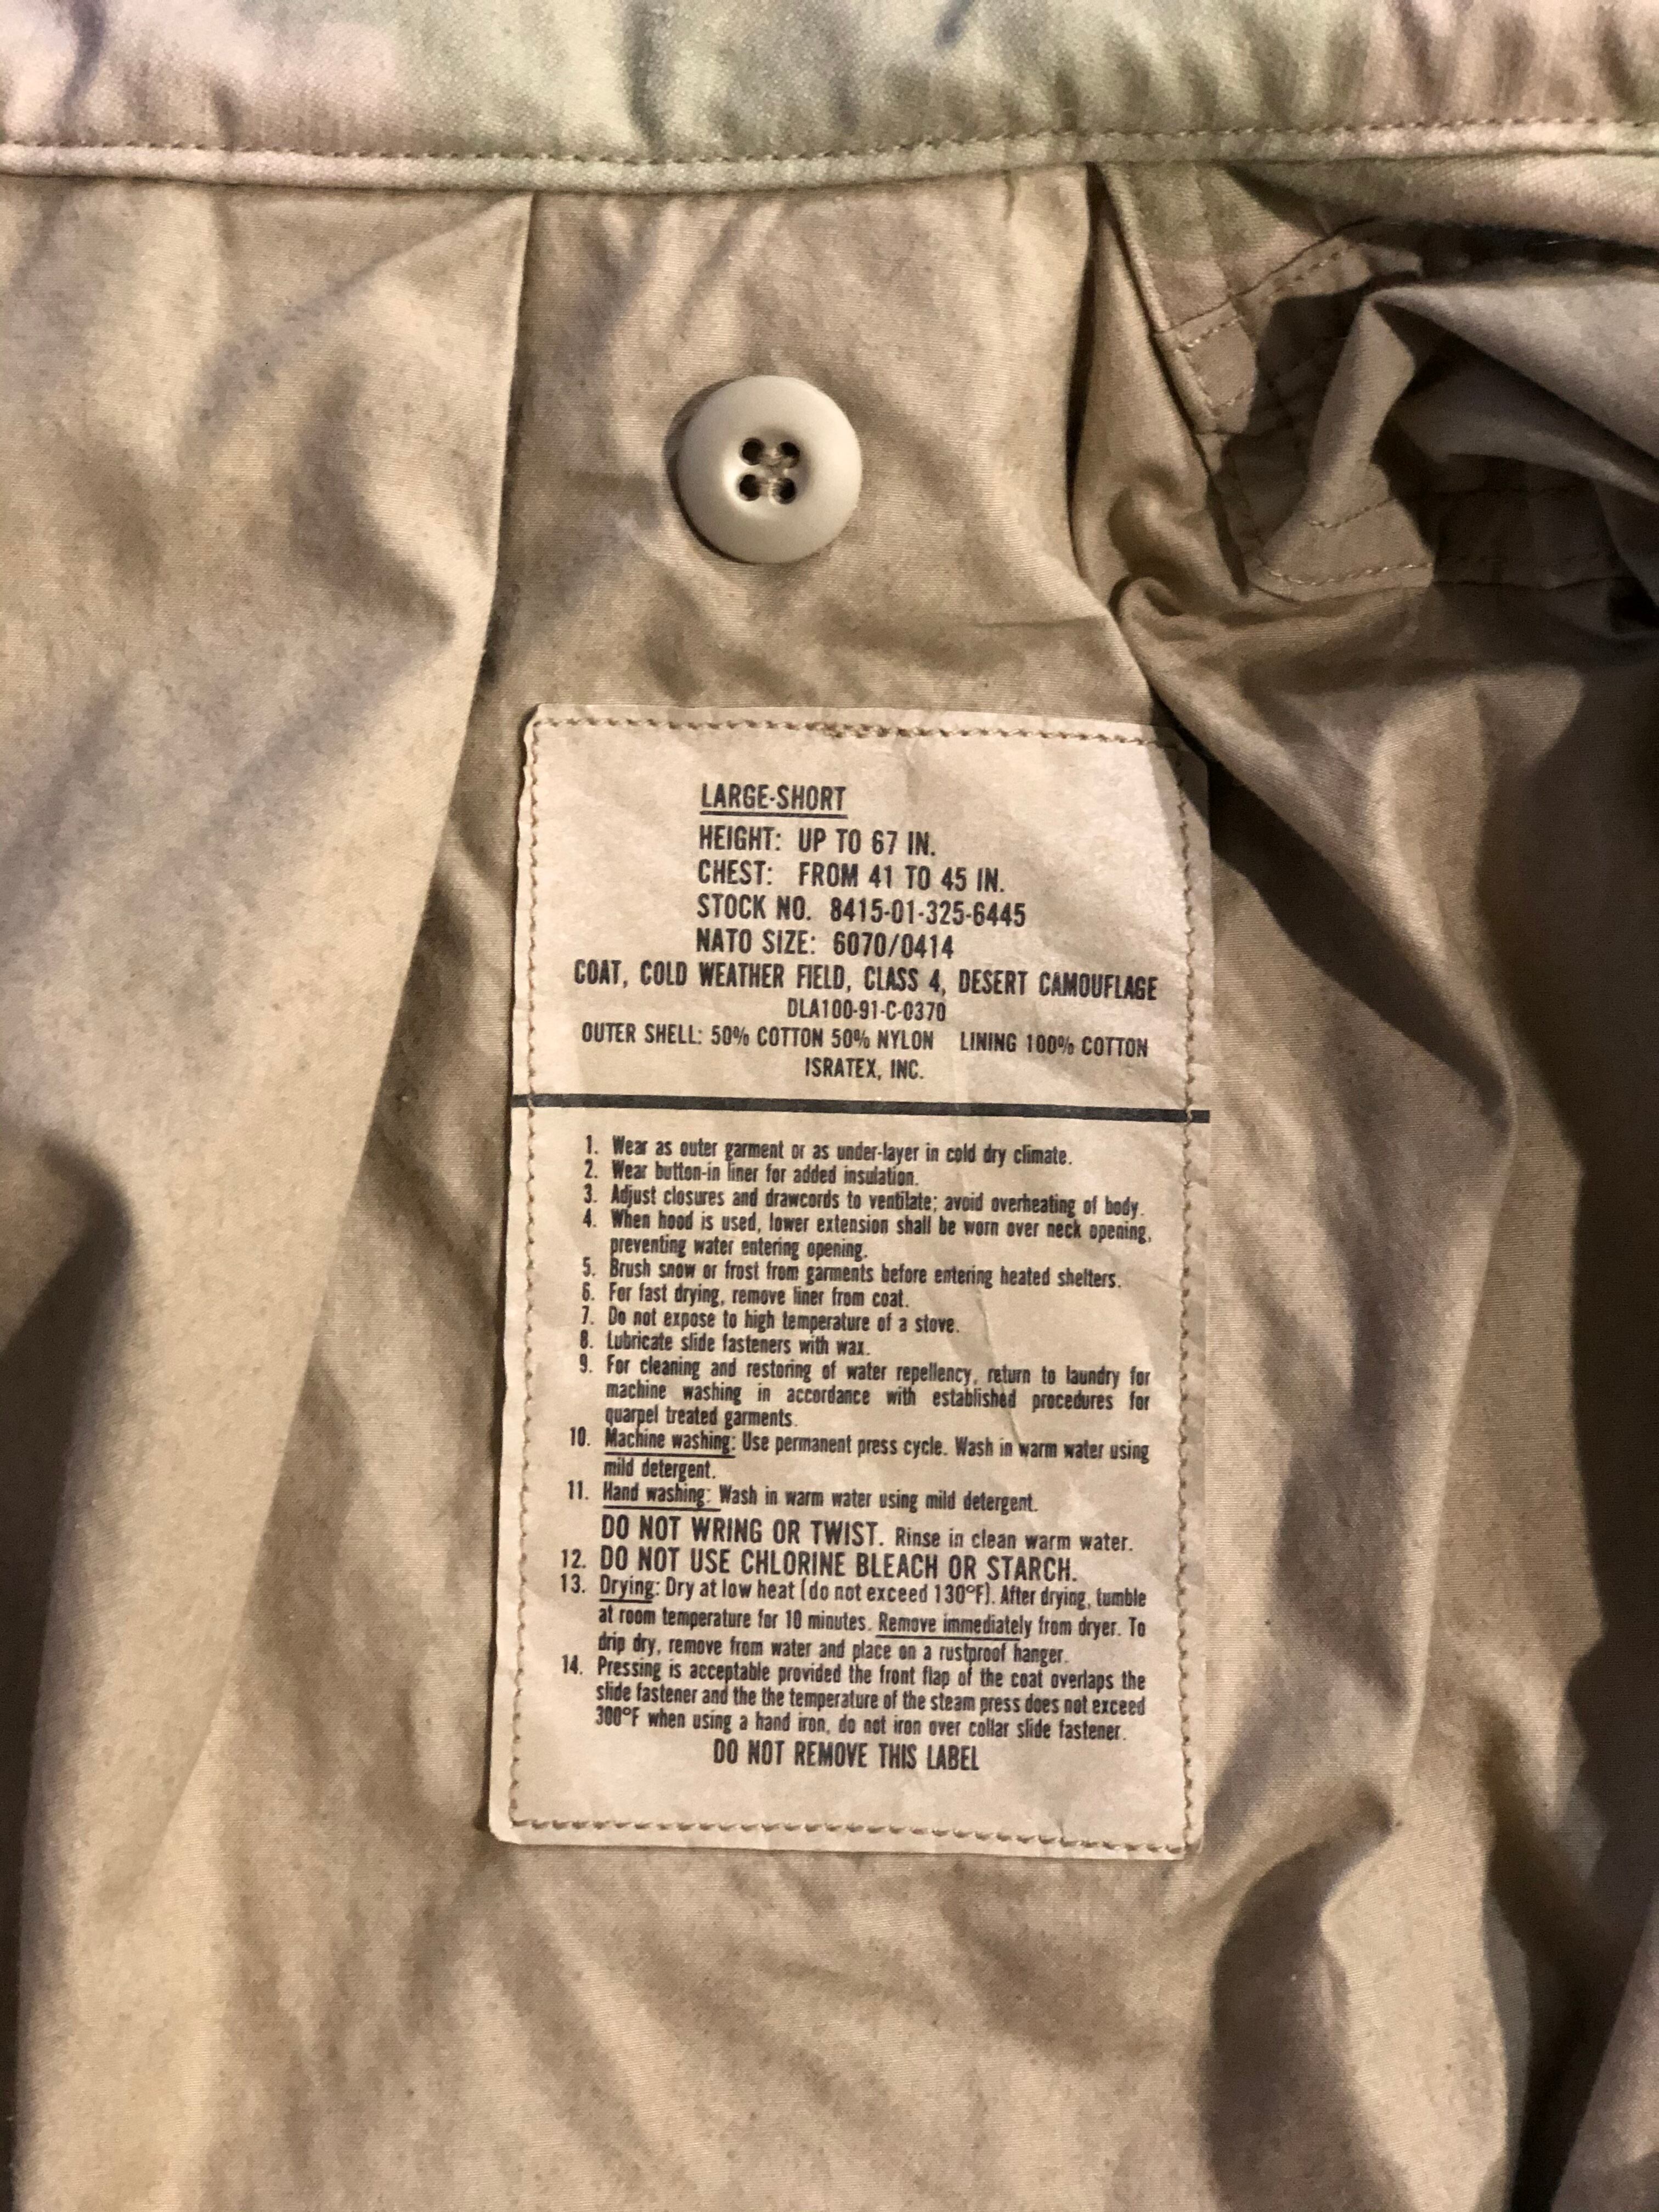 LARGE-SHORT
HEIGHT: UP TO 67 IN.
CHEST: FROM 41 TO 45 IN.
STOCK NO. 8415-01-325-6445
NATO SIZE: 6070/0414
COAT, COLD WEATHER FIELD, CLASS 4, DESERT CAMOUFLAGE
DLA100-91-C-0370
OUTER SHELL: 50% COTTON 50% NYLON LINING 100% COTTON
ISRATEX, INC.
1. Wear as outer garment or as under-layer in cold dry climate.
2. Wear button-in liner for added insulation.
3. Adjust closures and drawcords to ventilate; avoid overheating of body.
4. When hood is used, lower extension shall be worn over neck opening,
preventing water entering opening.
5. Brush snow or frost from garments before entering heated shelters.
6. For fast drying, remove liner from coat.
7. Do not expose to high temperature of a stove.
8. Lubricate slide fasteners with wax.
9. For cleaning and restoring of water repellency, return to laundry for
machine washing in accordance with established procedures for
quarpel treated garments.
10. Machine washing: Use permanent press cycle. Wash in warm water using
mild detergent.
11. Hand washing: Wash in warm water using mild detergent.
DO NOT WRING OR TWIST. Rinse in clean warm water.
12. DO NOT USE CHLORINE BLEACH OR STARCH.
13. Drying: Dry at low heat (do not exceed 130°F). After drying, tumble
at room temperature for 10 minutes. Remove immediately from dryer. To
drip dry, remove from water and place on a rustproof hanger.
14. Pressing is acceptable provided the front flap of the coat overlaps the
slide fastener and the the temperature of the steam press does not exceed
300°F when using a hand iron, do not iron over collar slide fastener.
DO NOT REMOVE THIS LABEL